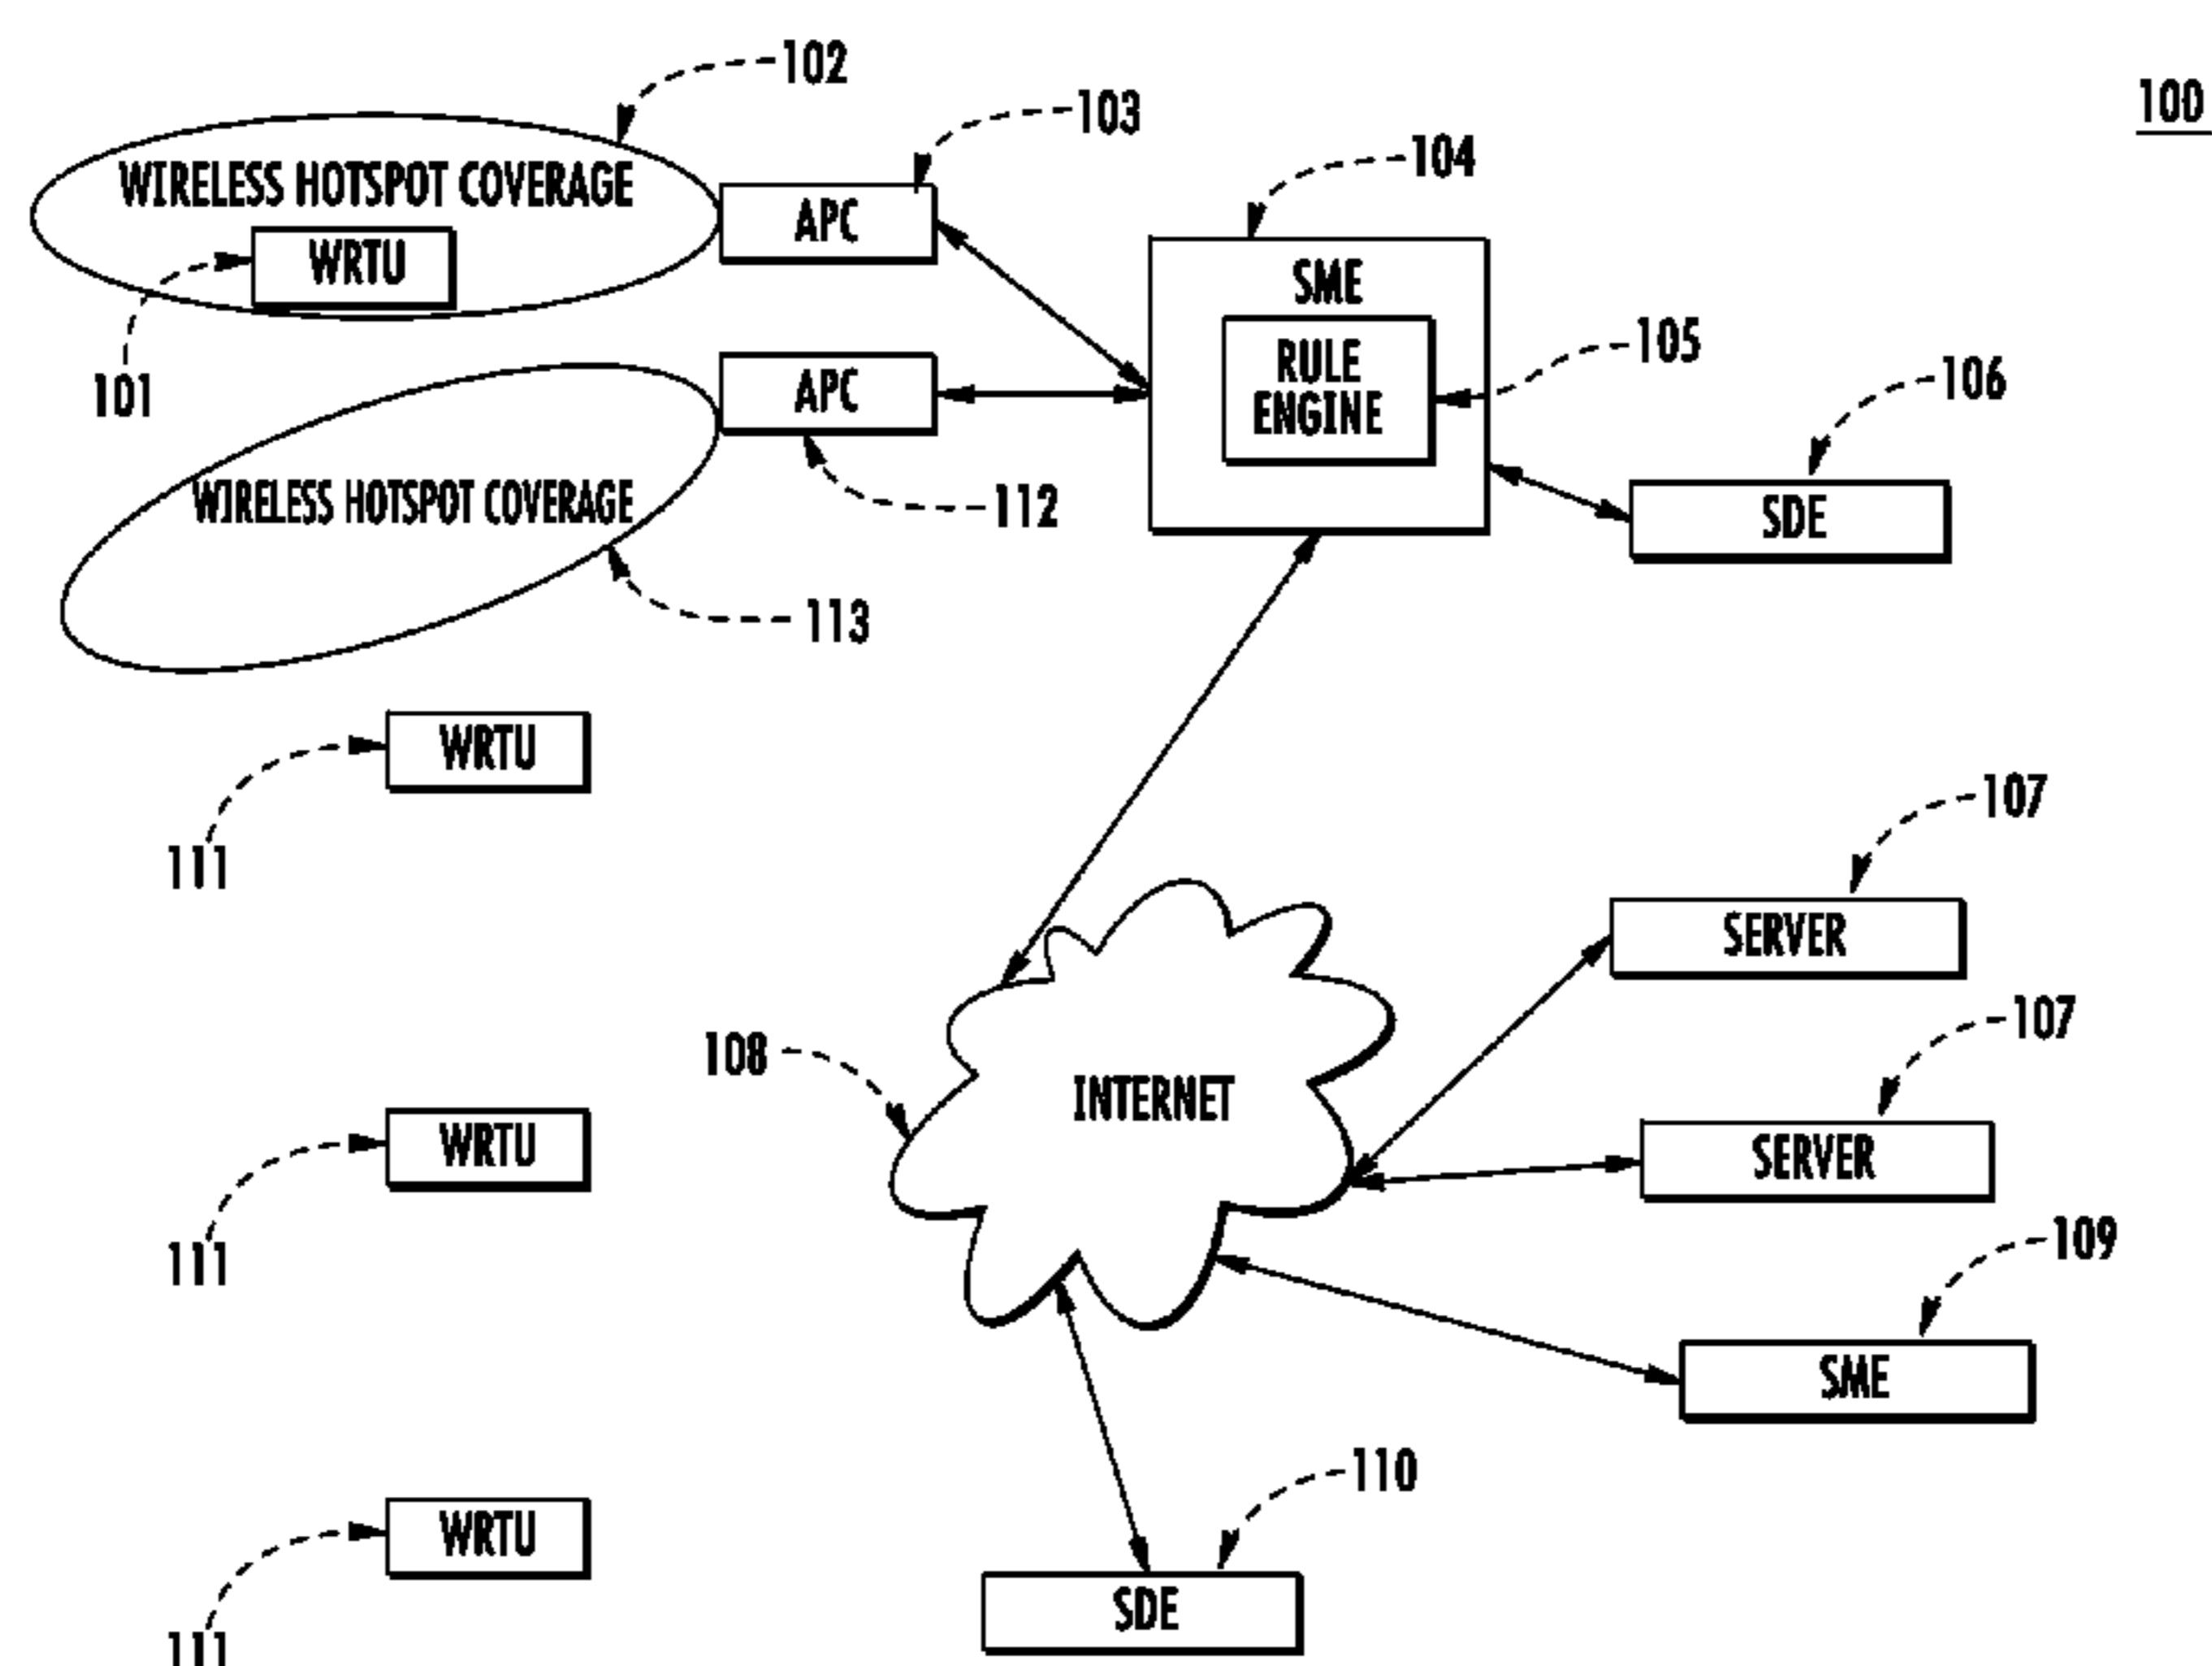 102
103
100
104
WIRELESS HOTSPOT COVERAGE
APC
WRTU
SME
101
RULE
ENGINE
105
APC
106
WIRELESS HOTSPOT COVERAGE
112
SDE
113
WRTU
111
107
SERVER
108
107
INTERNET
WRTU
SERVER
111
109
SME
110
WRTU
SDE
111